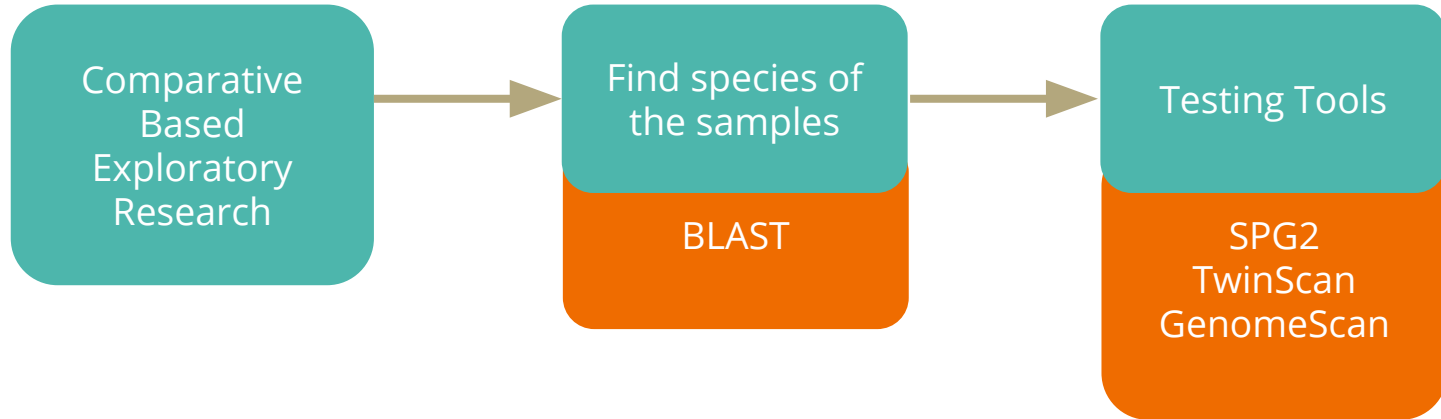 Comparative
Based
Exploratory
Research
Find species of
the samples
BLAST
Testing Tools
SPG2
TwinScan
GenomeScan